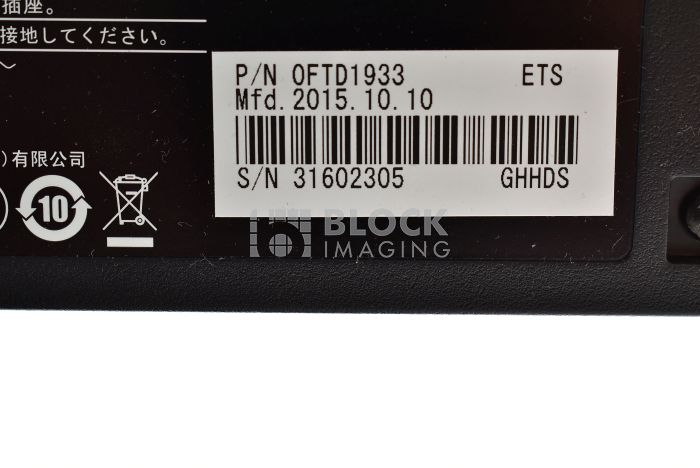 插座。
接地してください。
P/N 0FTD1933 ETS
Mfd. 2015.10.10
S/N 31602305 GHHDS
)有限公司
10
BLOCK
IMAGING